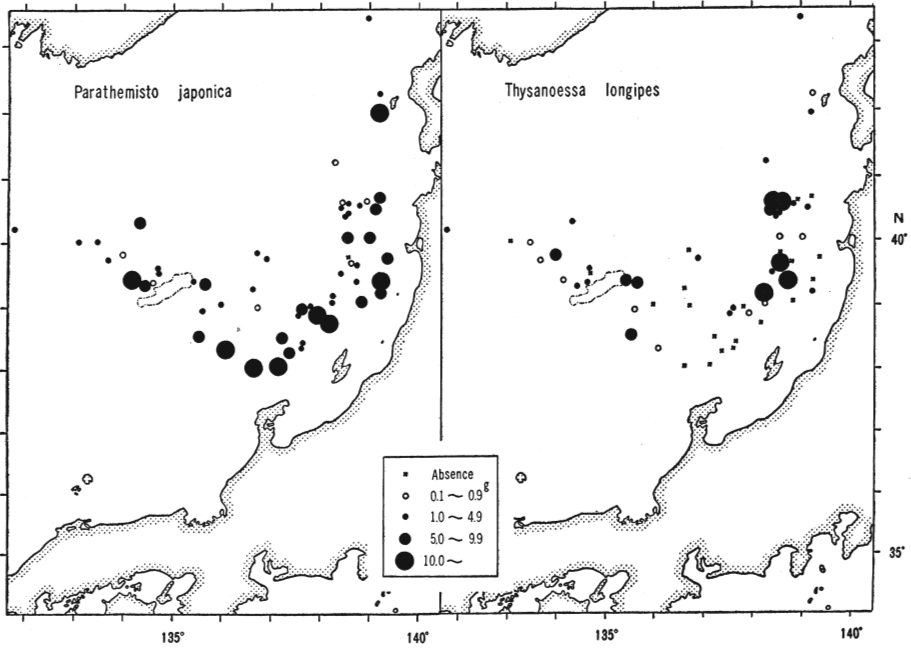 Parathemisto japonica
Thysanoessa longipes
N
40°
Absence
0.1 ~ 0.9g
1.0 ~ 4.9
5.0 ~ 9.9
10.0 ~
35°
135° 140° 135° 140°